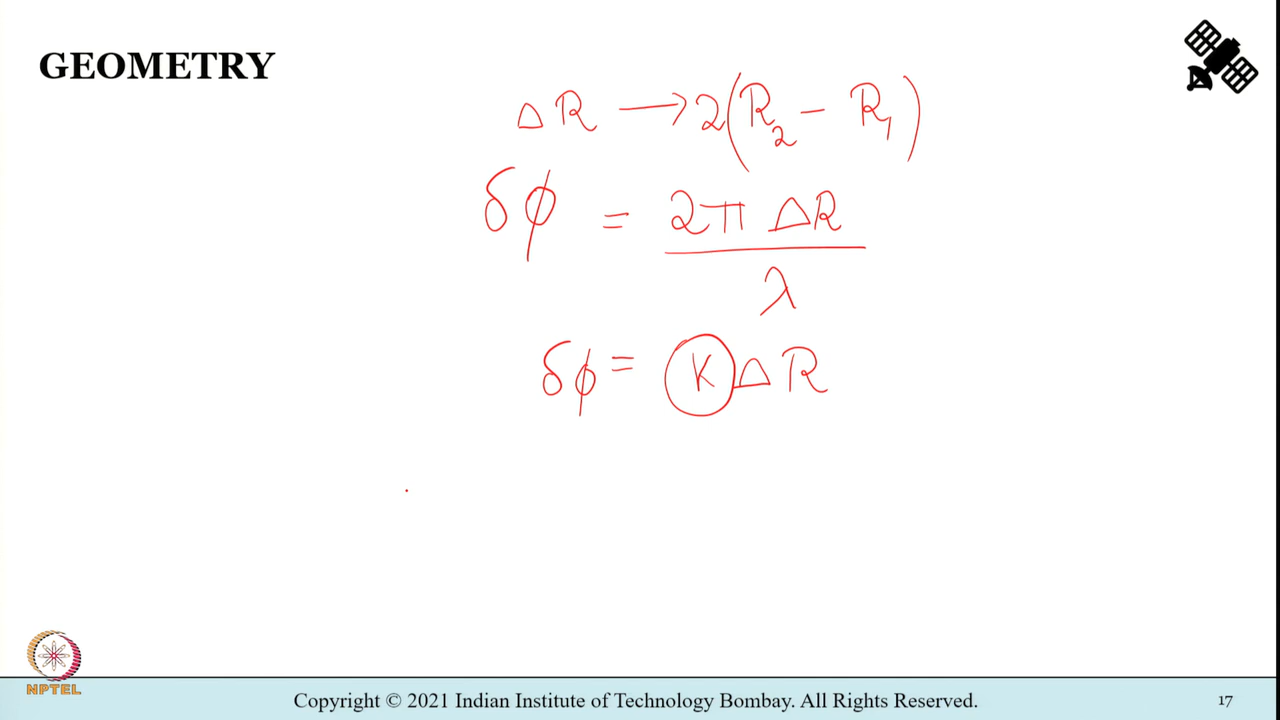 GEOMETRY
ΔR → 2(R₂ − R₁)
δϕ = 2π ΔR / λ
δϕ = K ΔR
NPTEL
Copyright © 2021 Indian Institute of Technology Bombay. All Rights Reserved.
17